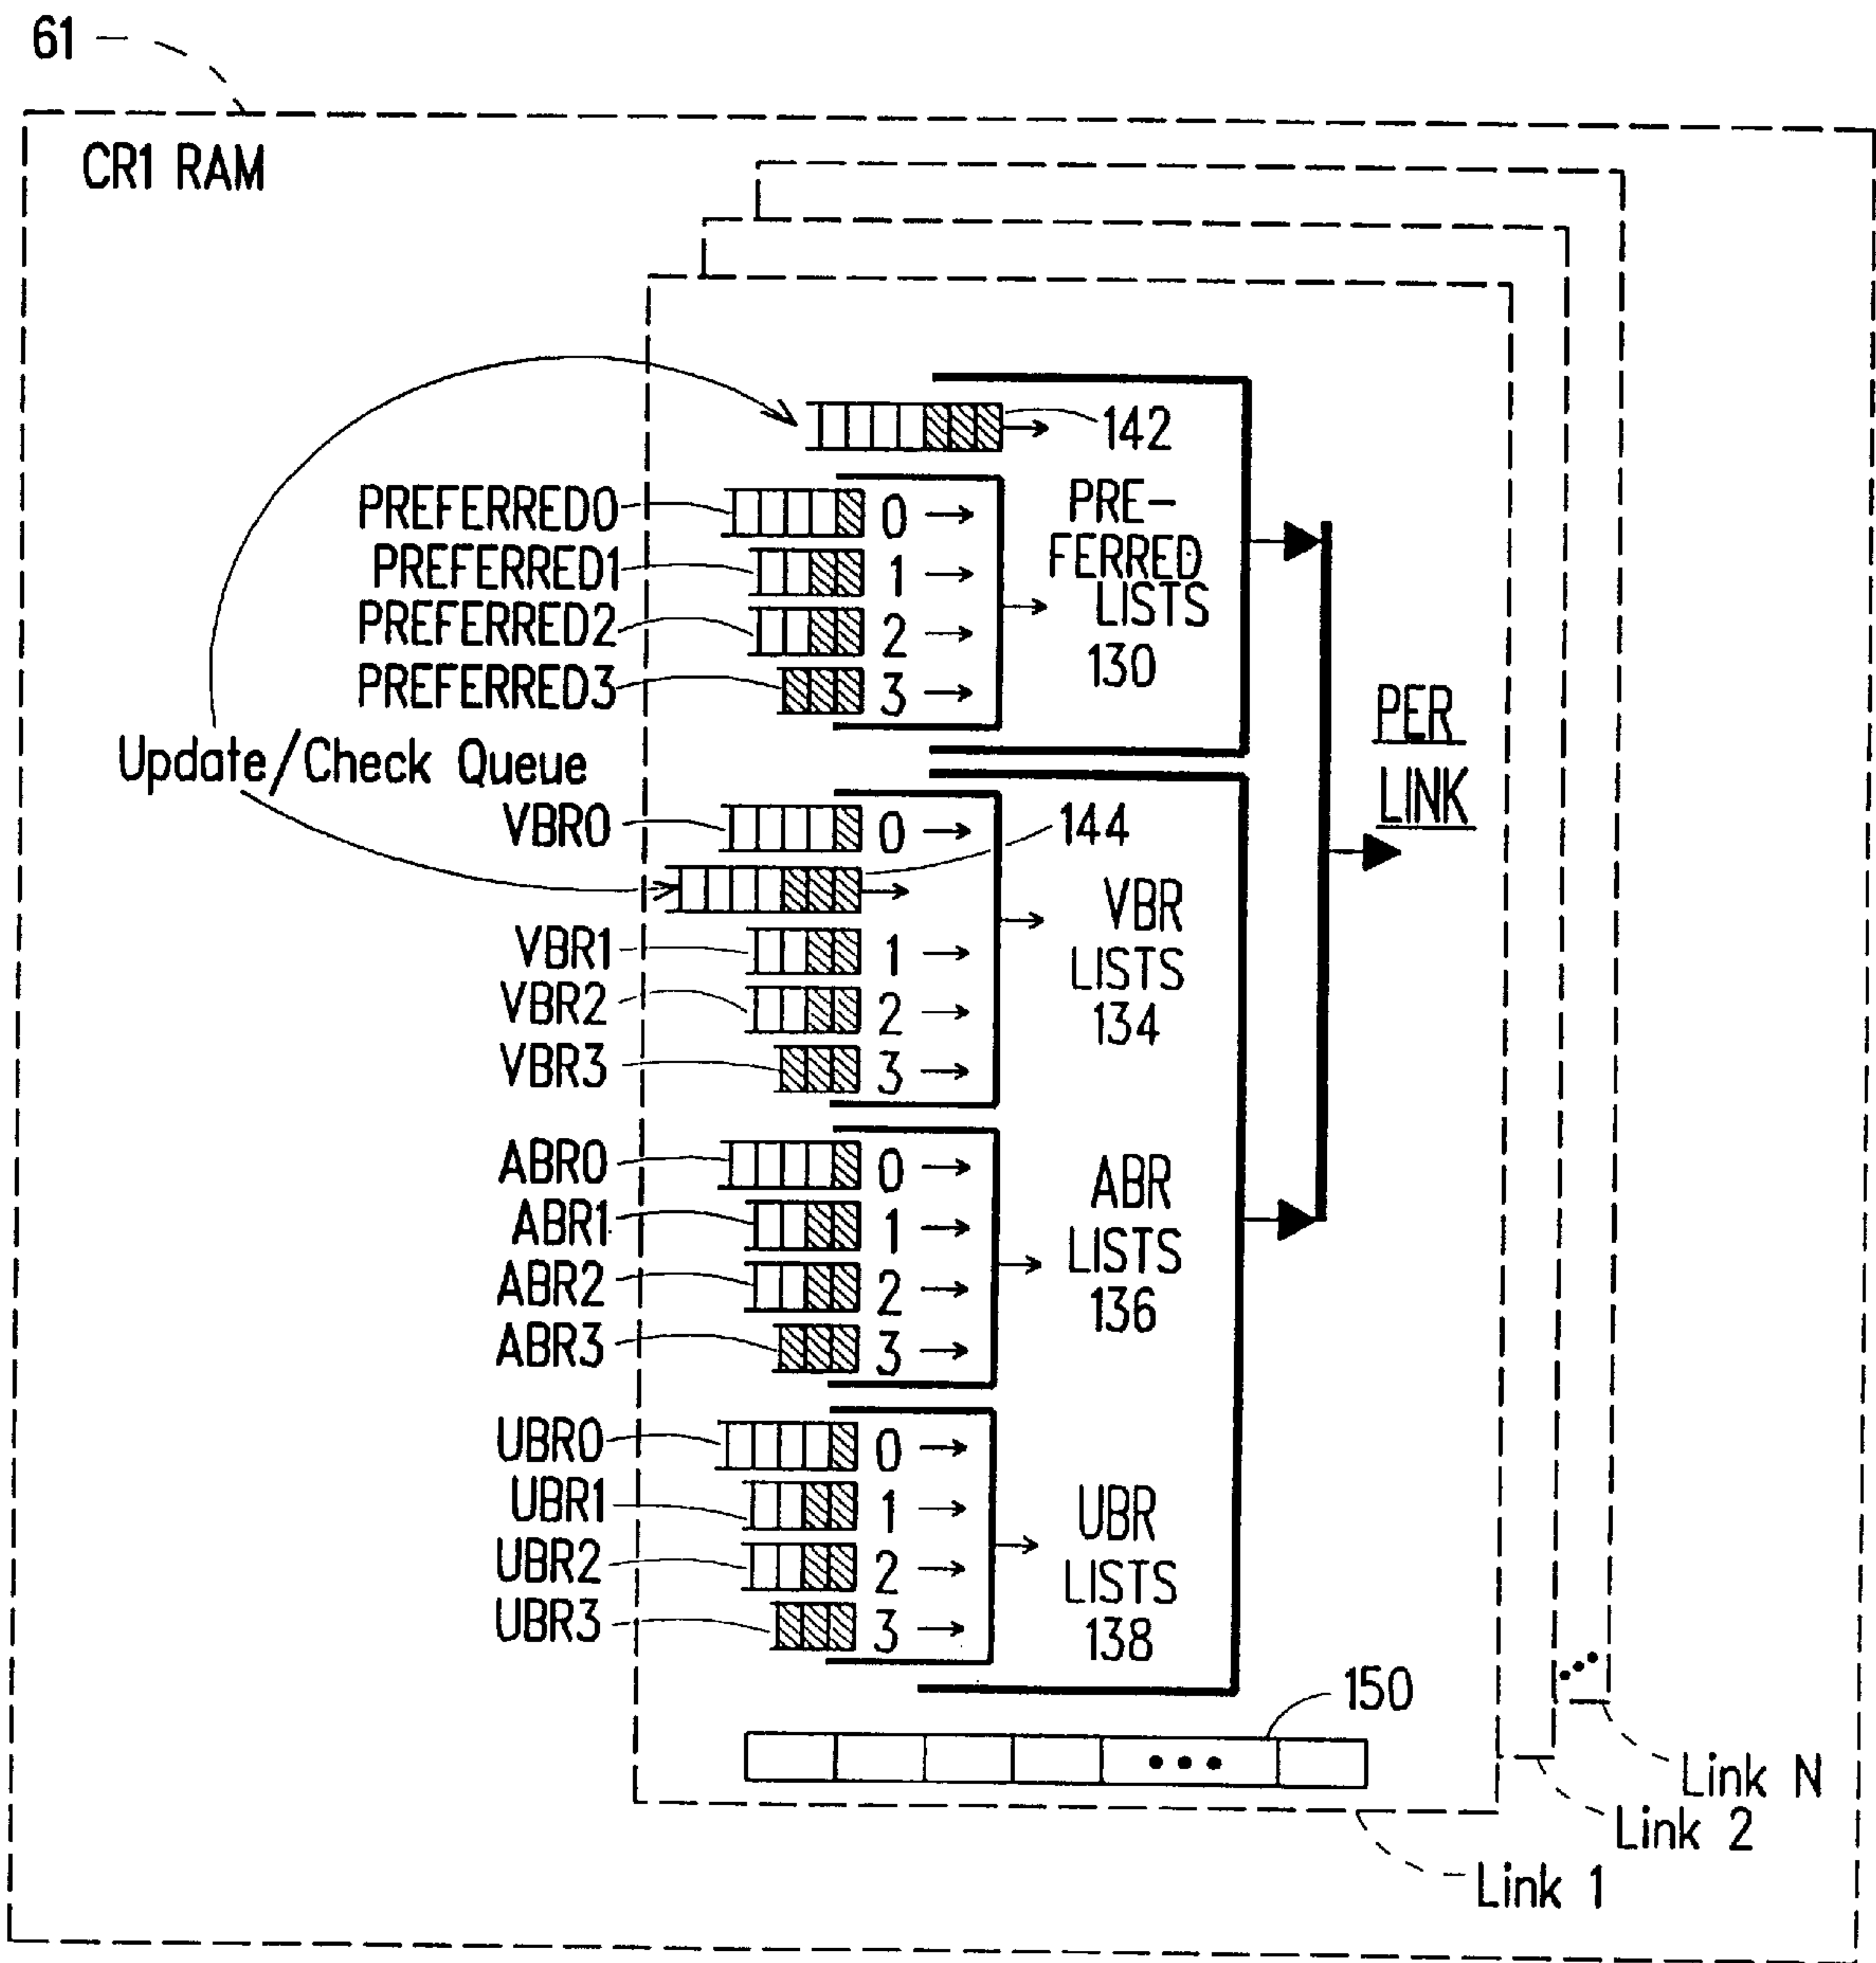 61
CR1 RAM
142
PREFERRED0 0
PREFERRED1 1
PREFERRED2 2
PREFERRED3 3
PRE-
FERRED
LISTS
130
Update/Check Queue
PER
LINK
VBR0 0
144
VBR1 1
VBR2 2
VBR3 3
VBR
LISTS
134
ABR0 0
ABR1 1
ABR2 2
ABR3 3
ABR
LISTS
136
UBR0 0
UBR1 1
UBR2 2
UBR3 3
UBR
LISTS
138
150
Link N
Link 2
Link 1